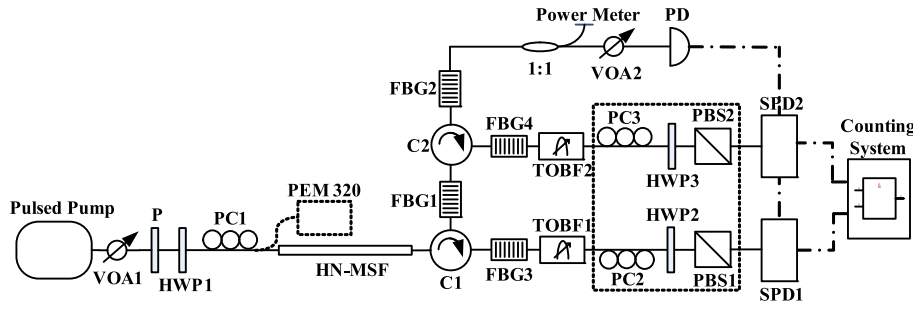 Power Meter
PD
1:1
VOA2
FBG2
FBG4
PC3
PBS2
SPD2
Counting
System
C2
TOBF2
HWP3
PEM 320
FBG1
Pulsed Pump
P
PC1
TOBF1
HWP2
VOA1
HWP1
HN-MSF
C1
FBG3
PC2
PBS1
SPD1